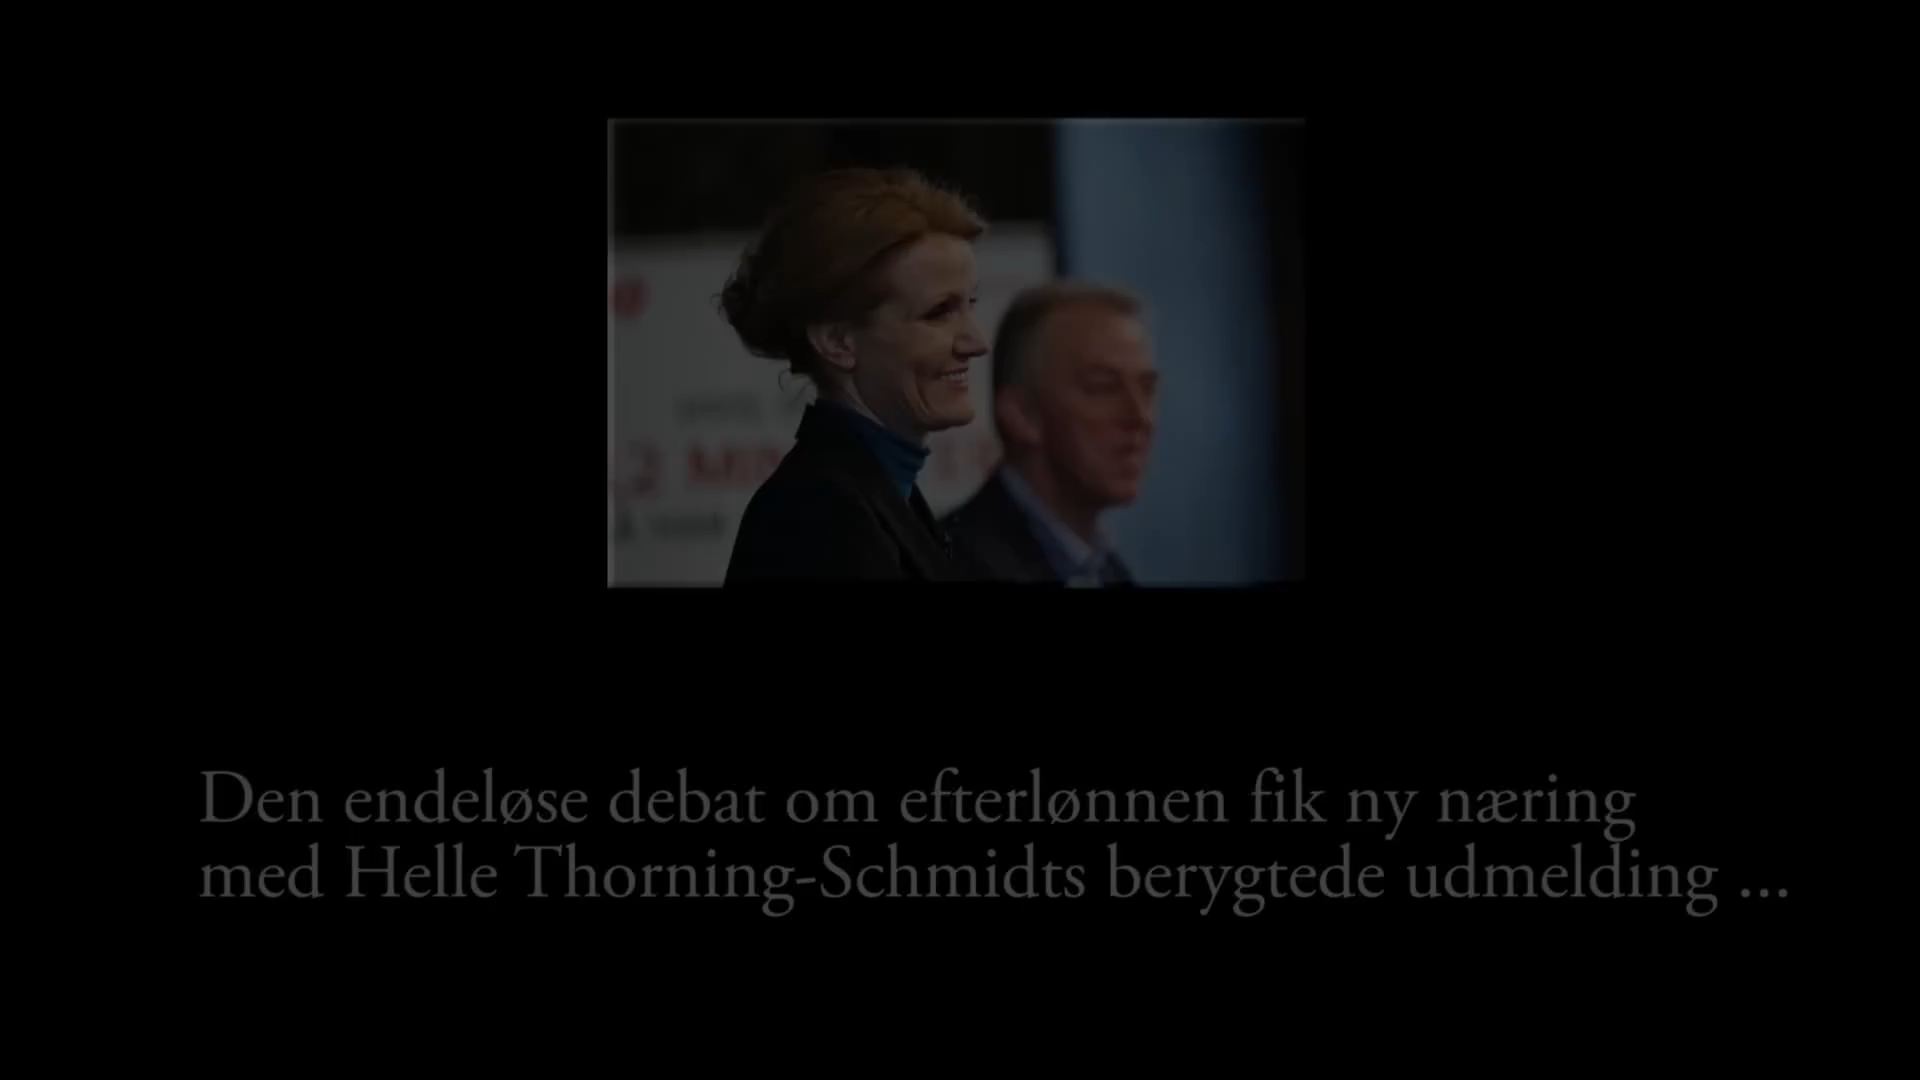 Den endeløse debat om efterlønnen fik ny næring
med Helle Thorning-Schmidts berygtede udmelding ...